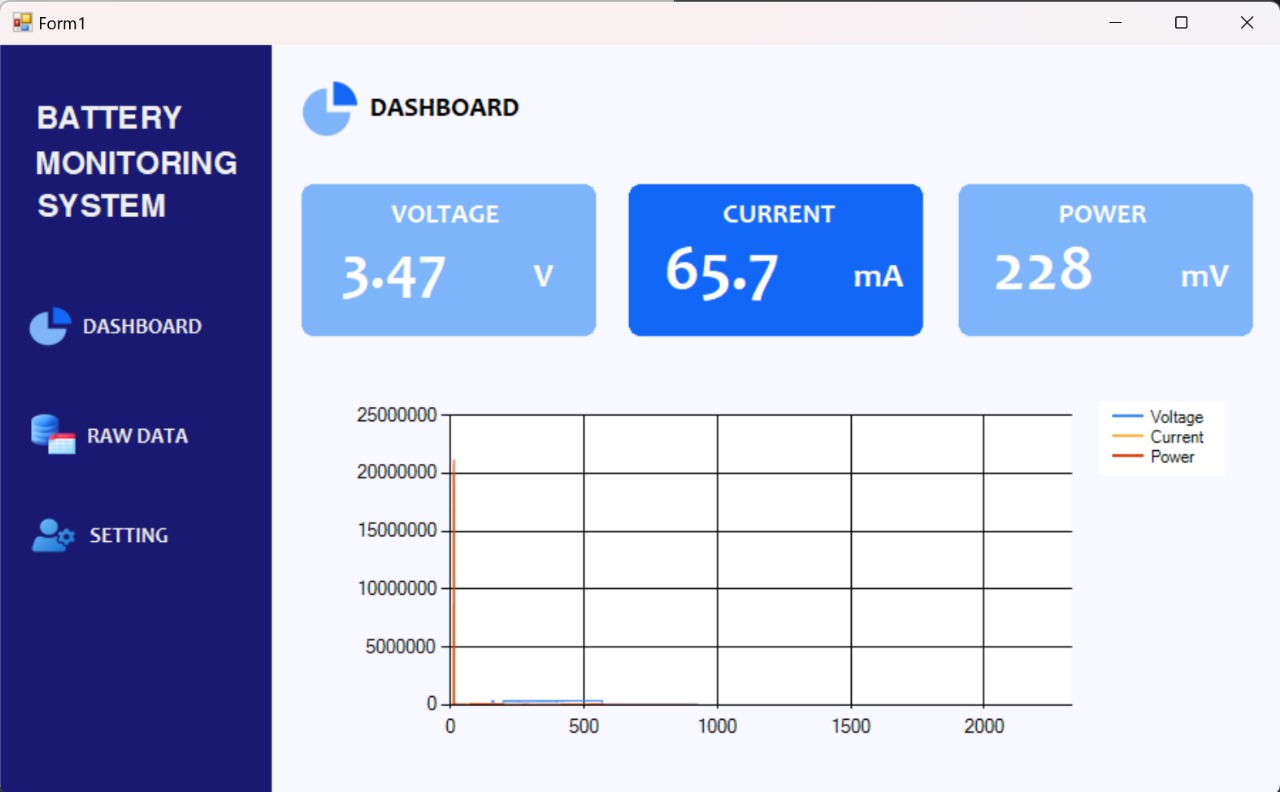 Form1
BATTERY
MONITORING
SYSTEM
DASHBOARD
RAW DATA
SETTING
DASHBOARD
VOLTAGE
3.47 V
CURRENT
65.7 mA
POWER
228 mV
25000000
20000000
15000000
10000000
5000000
0
0 500 1000 1500 2000
Voltage
Current
Power